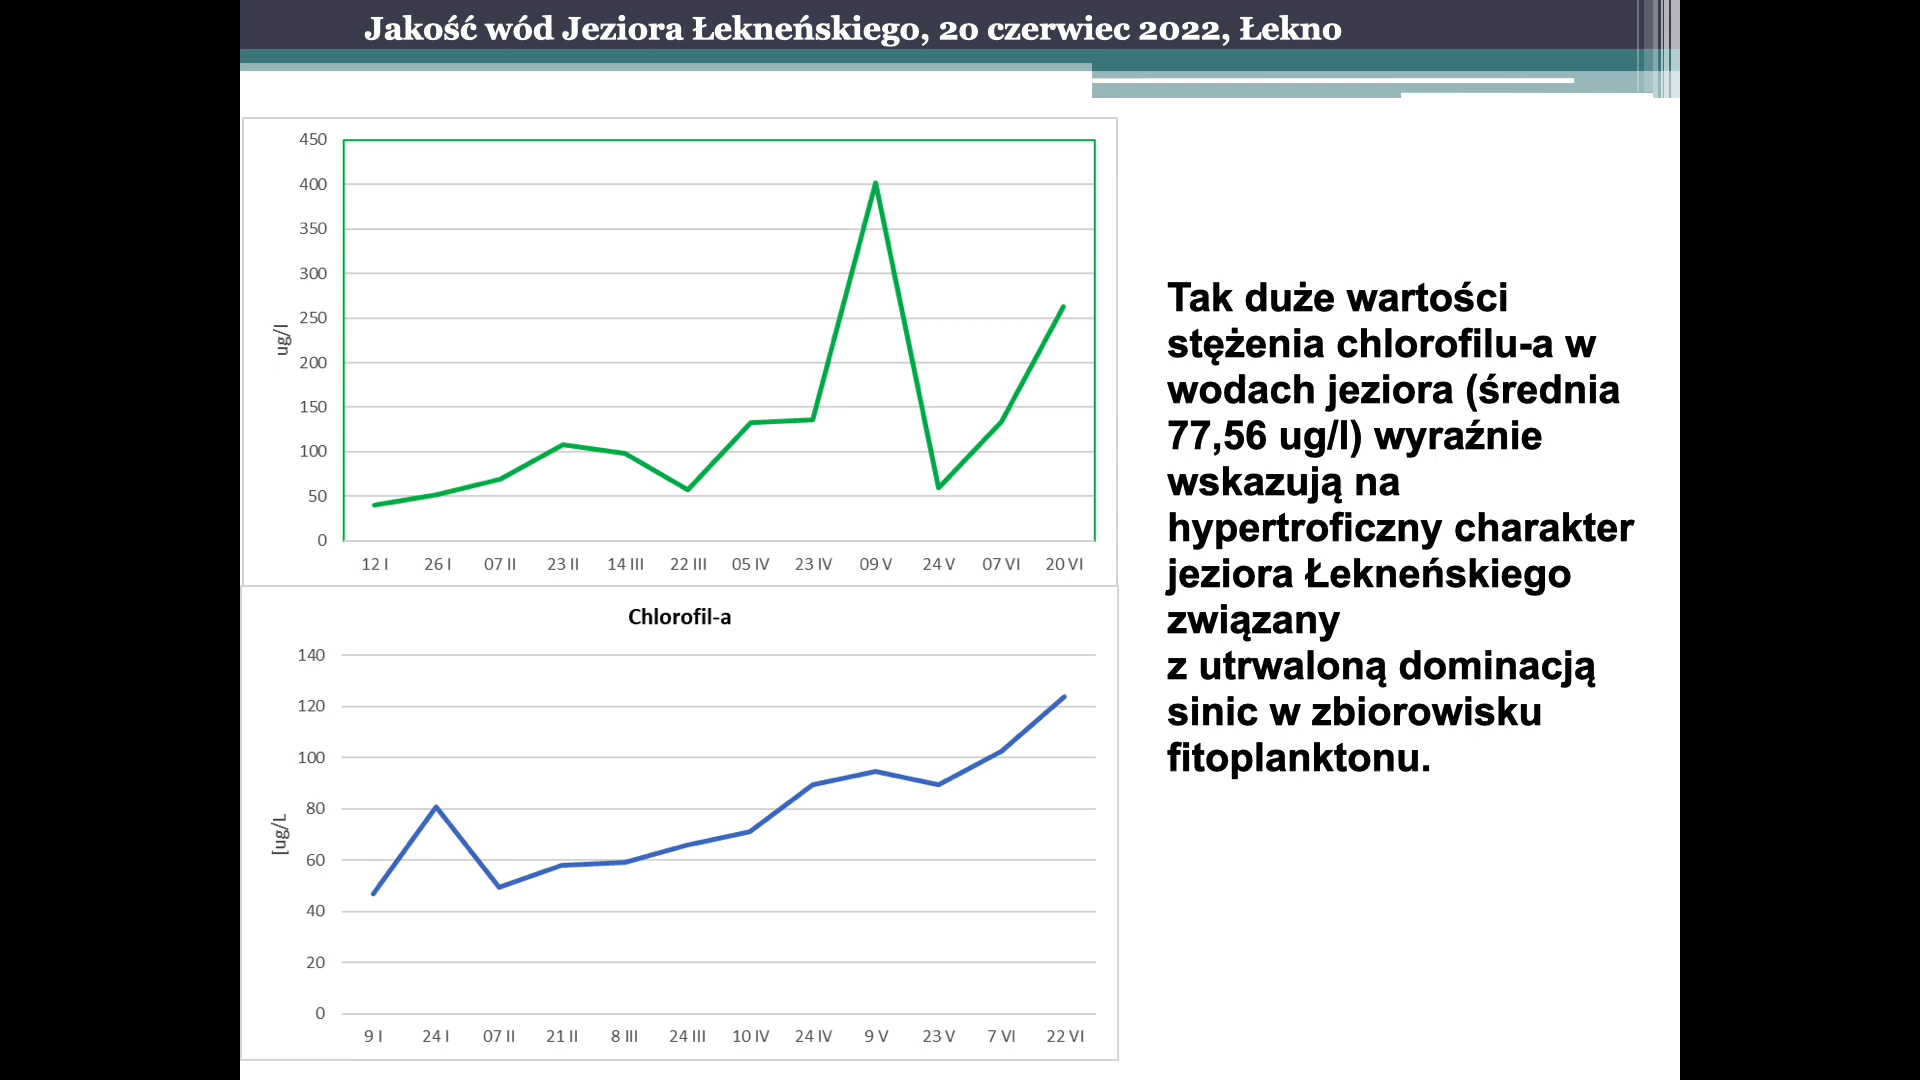 Jakość wód Jeziora Łekneńskiego, 20 czerwiec 2022, Łekno
450
400
350
300
250
200
150
100
50
0
ug/l
12 I 26 I 07 II 23 II 14 III 22 III 05 IV 23 IV 09 V 24 V 07 VI 20 VI
Chlorofil-a
140
120
100
80
60
40
20
0
[ug/L
9 I 24 I 07 II 21 II 8 III 24 III 10 IV 24 IV 9 V 23 V 7 VI 22 VI
Tak duże wartości
stężenia chlorofilu-a w
wodach jeziora (średnia
77,56 ug/l) wyraźnie
wskazują na
hypertroficzny charakter
jeziora Łekneńskiego
związany
z utrwaloną dominacją
sinic w zbiorowisku
fitoplanktonu.